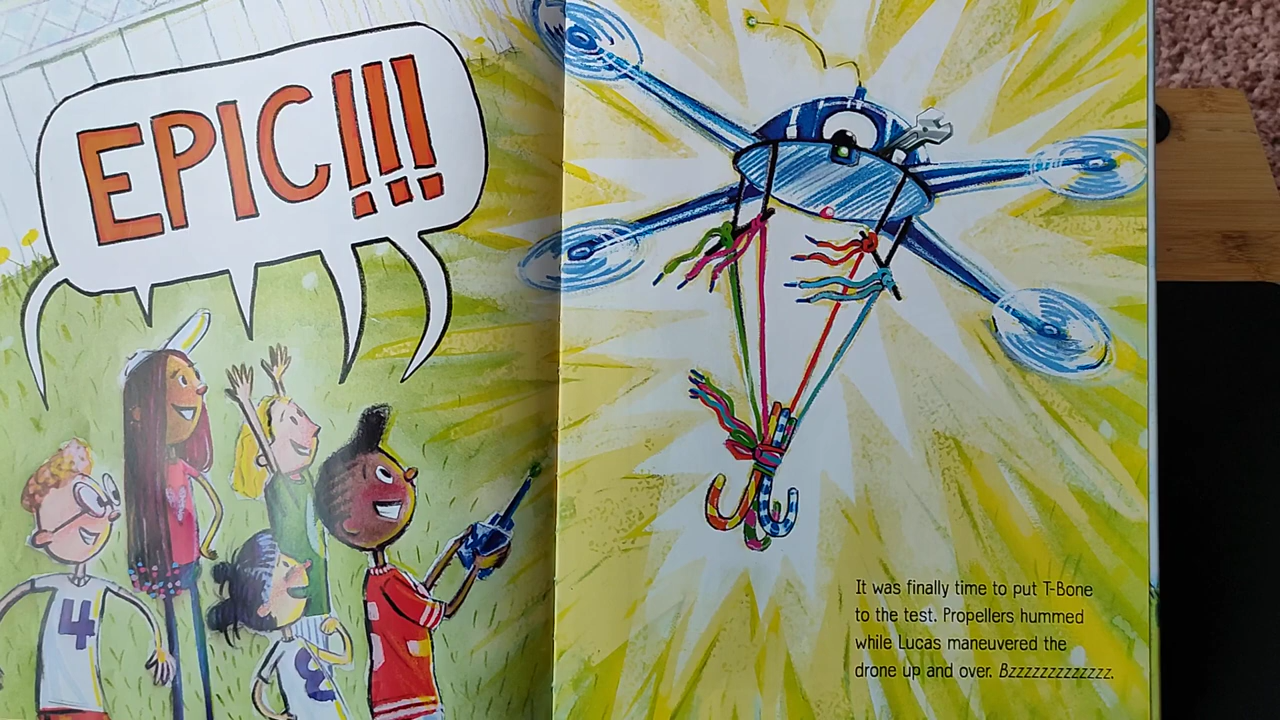 EPIC!!!
4
It was finally time to put T-Bone
to the test. Propellers hummed
while Lucas maneuvered the
drone up and over. Bzzzzzzzzzzzzz.